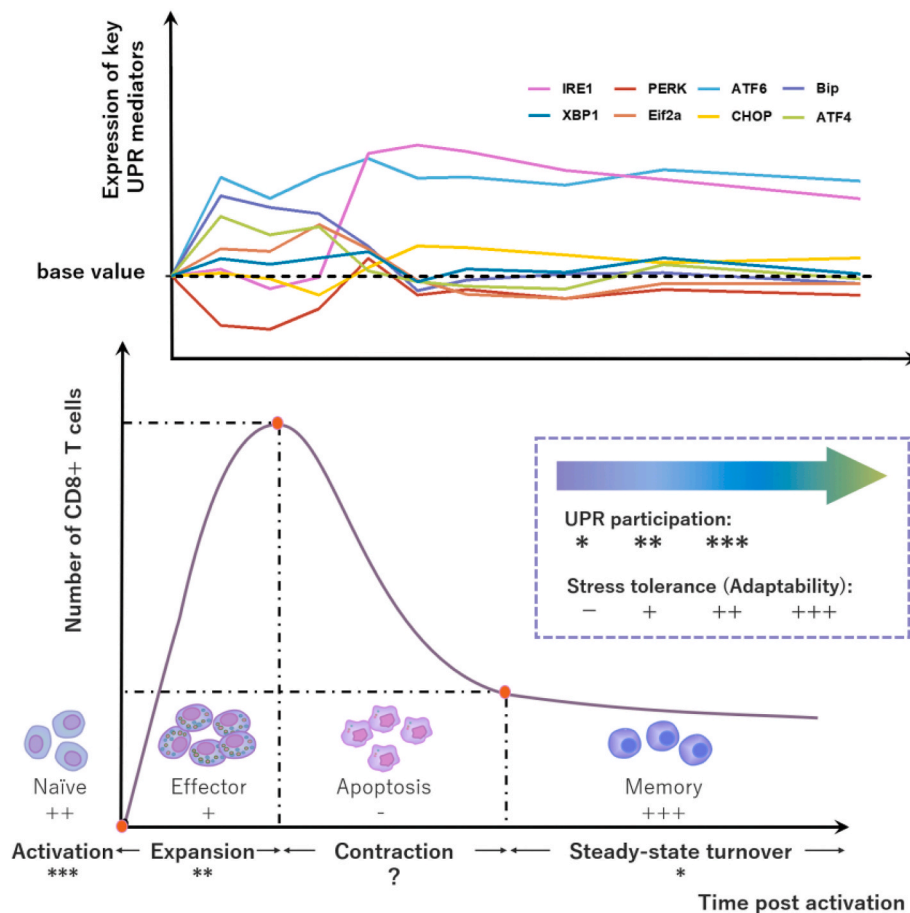 Expression of key
UPR mediators
IRE1 PERK ATF6 Bip
XBP1 Eif2a CHOP ATF4
base value
Number of CD8+ T cells
UPR participation:
* ** ***
Stress tolerance (Adaptability):
− + ++ +++
Naïve Effector Apoptosis Memory
++ + - +++
Activation Expansion Contraction Steady-state turnover
*** ** ? *
Time post activation